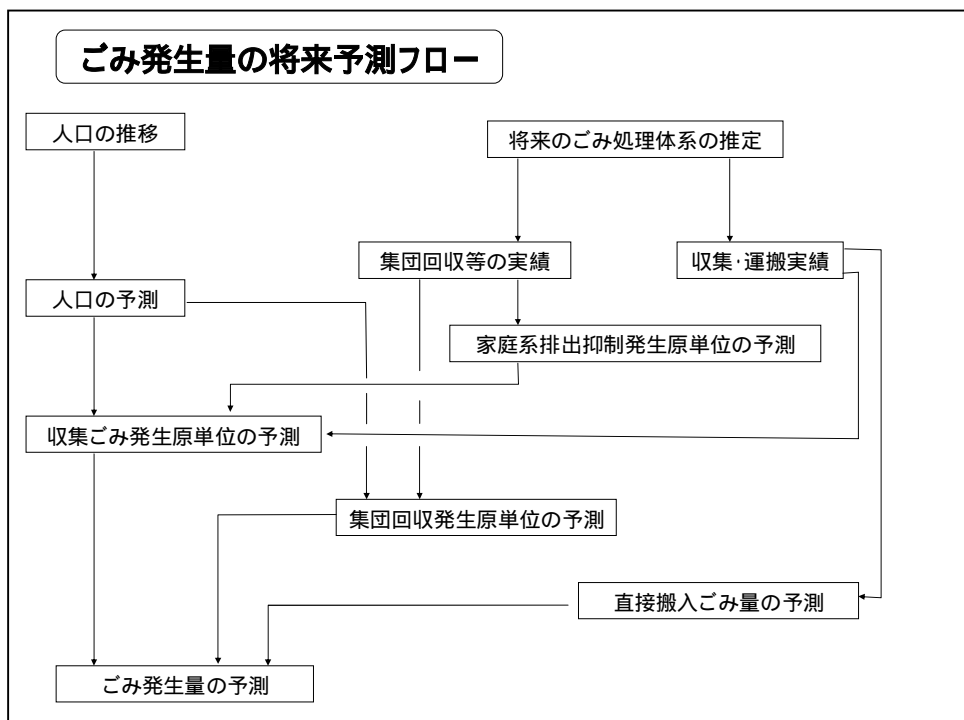 ごみ発生量の将来予測フロー
人口の推移
将来のごみ処理体系の推定
集団回収等の実績
収集・運搬実績
人口の予測
家庭系排出抑制発生原単位の予測
収集ごみ発生原単位の予測
集団回収発生原単位の予測
直接搬入ごみ量の予測
ごみ発生量の予測